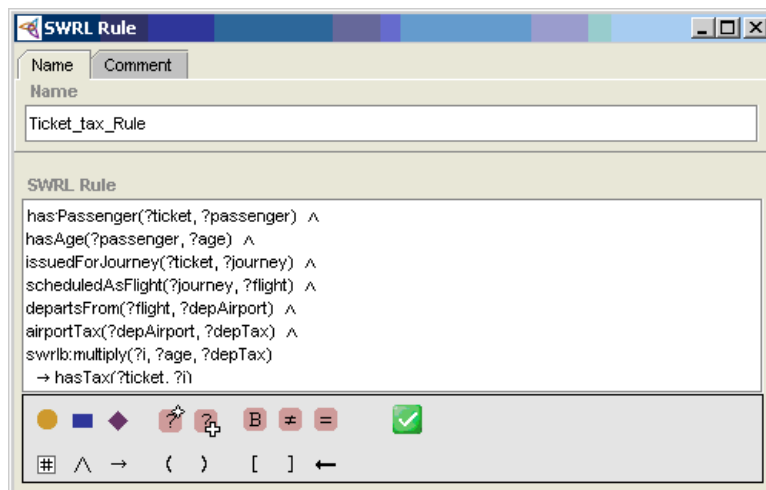 SWRL Rule
Name Comment
Name
Ticket_tax_Rule
SWRL Rule
hasPassenger(?ticket, ?passenger) ∧
hasAge(?passenger, ?age) ∧
issuedForJourney(?ticket, ?journey) ∧
scheduledAsFlight(?journey, ?flight) ∧
departsFrom(?flight, ?depAirport) ∧
airportTax(?depAirport, ?depTax) ∧
swrlb:multiply(?i, ?age, ?depTax)
→ hasTax(?ticket, ?i)
? ? B ≠ =
# ∧ → ( ) [ ] ←